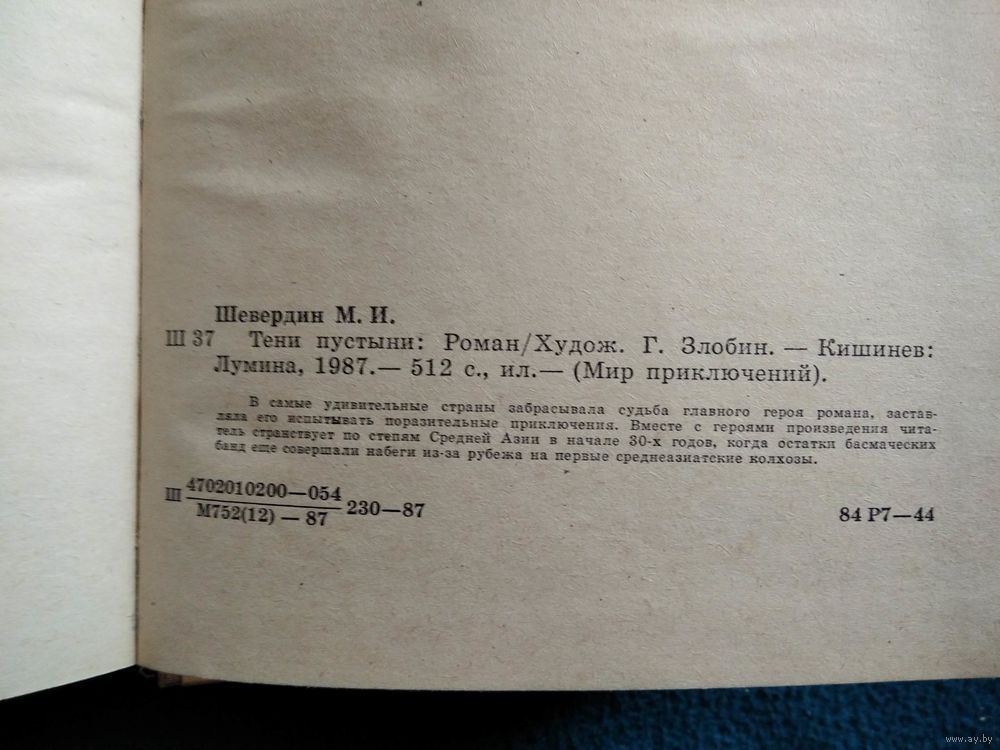 Шевердин М. И.
Ш 37 Тени пустыни: Роман/Худож. Г. Злобин. — Кишинев:
Лумина, 1987.— 512 с., ил.— (Мир приключений).
В самые удивительные страны забрасывала судьба главного героя романа, застав-
ляла его испытывать поразительные приключения. Вместе с героями произведения чита-
тель странствует по степям Средней Азии в начале 30-х годов, когда остатки басмаческих
банд еще совершали набеги из-за рубежа на первые среднеазиатские колхозы.
Ш 4702010200—054
М752(12) — 87 230—87
84 Р7—44
www.ay.by